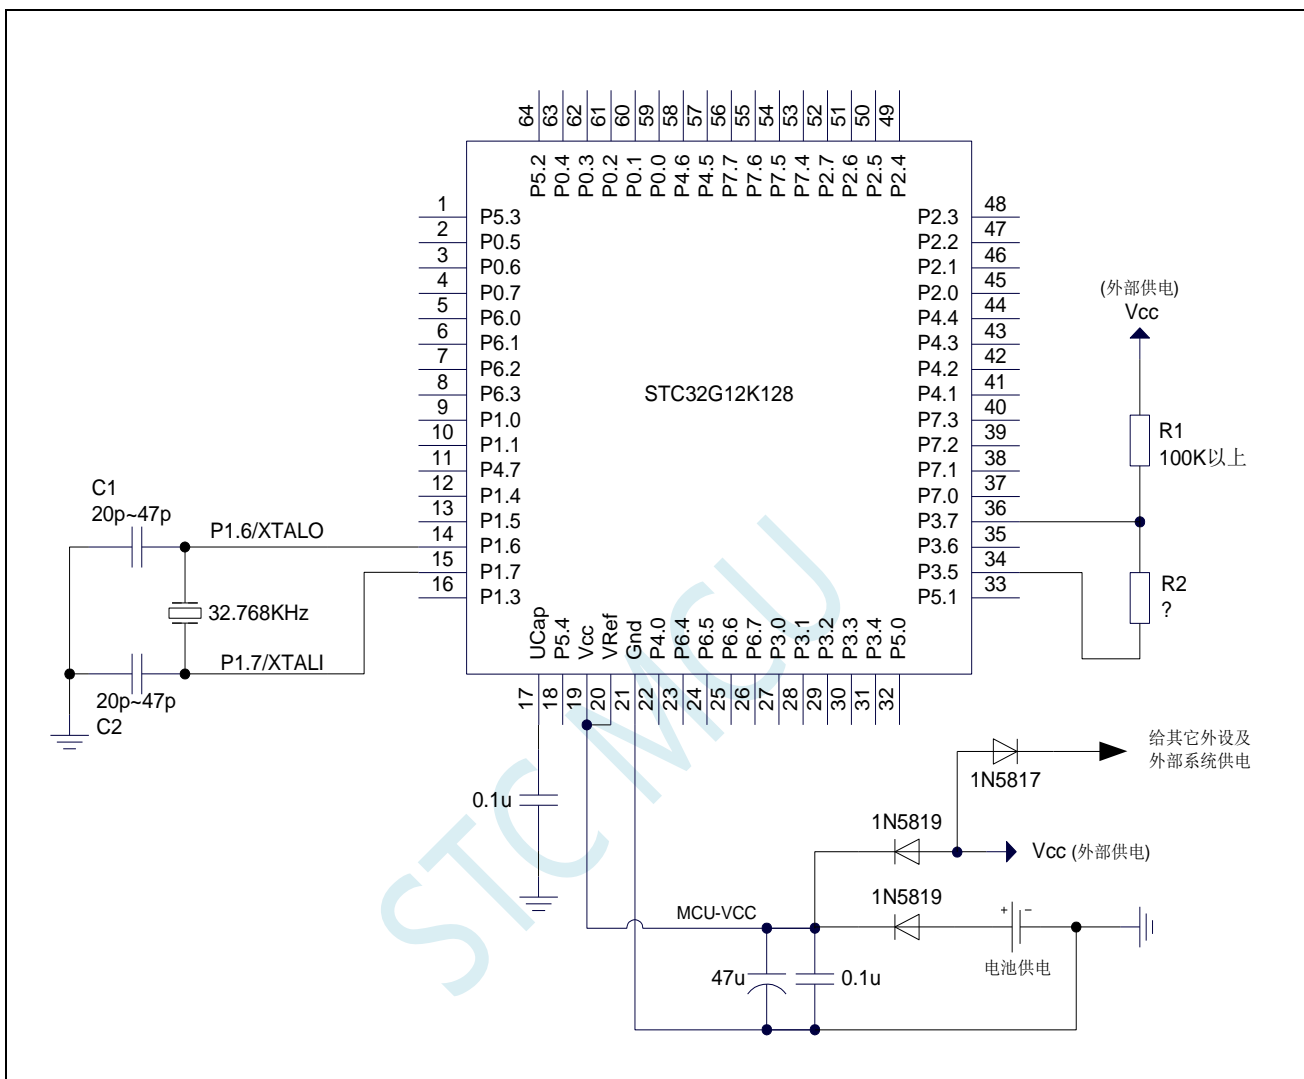 64
63
62
61
60
59
58
57
56
55
54
53
52
51
50
49
P5.2
P0.4
P0.3
P0.2
P0.1
P0.0
P4.6
P4.5
P7.7
P7.6
P7.5
P7.4
P2.7
P2.6
P2.5
P2.4
1 P5.3
2 P0.5
3 P0.6
4 P0.7
5 P6.0
6 P6.1
7 P6.2
8 P6.3
9 P1.0
10 P1.1
11 P4.7
12 P1.4
13 P1.5
14 P1.6
15 P1.7
16 P1.3
STC32G12K128
P2.3 48
P2.2 47
P2.1 46
P2.0 45
P4.4 44
P4.3 43
P4.2 42
P4.1 41
P7.3 40
P7.2 39
P7.1 38
P7.0 37
P3.7 36
P3.6 35
P3.5 34
P5.1 33
UCap
P5.4
Vcc
VRef
Gnd
P4.0
P6.4
P6.5
P6.6
P6.7
P3.0
P3.1
P3.2
P3.3
P3.4
P5.0
17
18
19
20
21
22
23
24
25
26
27
28
29
30
31
32
C1
20p~47p
P1.6/XTALO
32.768KHz
P1.7/XTALI
20p~47p
C2
(外部供电)
Vcc
R1
100K以上
R2
?
0.1u
给其它外设及
外部系统供电
1N5817
1N5819
Vcc (外部供电)
1N5819
MCU-VCC
+ −
电池供电
47u
0.1u
STC MCU